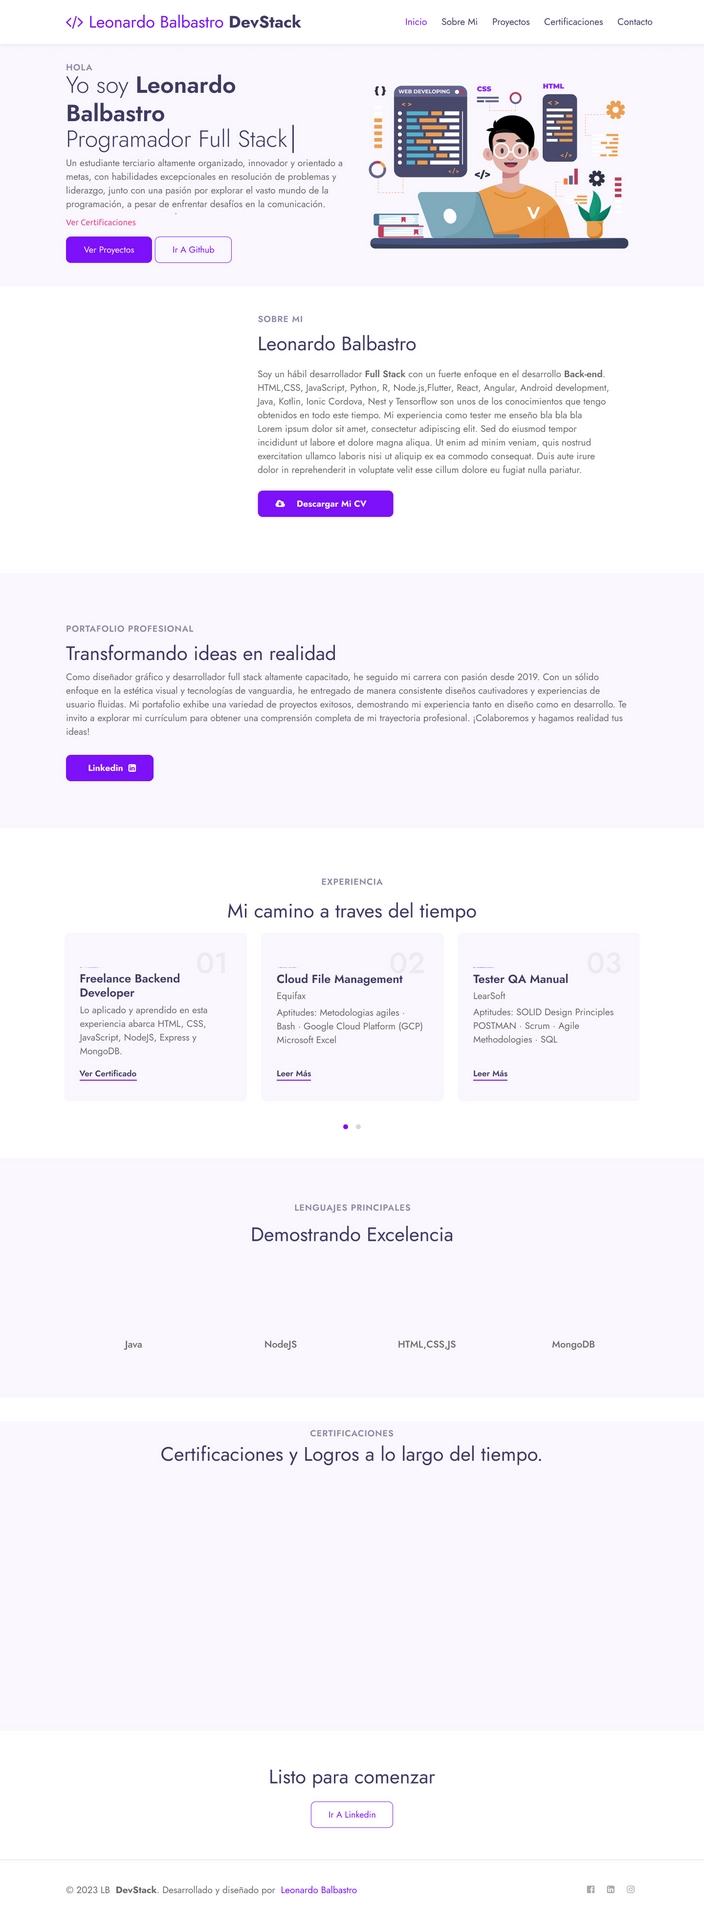 </> Leonardo Balbastro DevStack
Inicio Sobre Mi Proyectos Certificaciones Contacto
HOLA
Yo soy Leonardo
Balbastro
Programador Full Stack
Un estudiante terciario altamente organizado, innovador y orientado a
metas, con habilidades excepcionales en resolución de problemas y
liderazgo, junto con una pasión por explorar el vasto mundo de la
programación, a pesar de enfrentar desafíos en la comunicación.
Ver Certificaciones
Ver Proyectos Ir A Github
{ }
WEB DEVELOPING
< >
</>
CSS
HTML
< >
</>
</>
V
SOBRE MI
Leonardo Balbastro
Soy un hábil desarrollador Full Stack con un fuerte enfoque en el desarrollo Back-end.
HTML,CSS, JavaScript, Python, R, Node.js,Flutter, React, Angular, Android development,
Java, Kotlin, Ionic Cordova, Nest y Tensorflow son unos de los conocimientos que tengo
obtenidos en todo este tiempo. Mi experiencia como tester me enseño bla bla bla
Lorem ipsum dolor sit amet, consectetur adipiscing elit. Sed do eiusmod tempor
incididunt ut labore et dolore magna aliqua. Ut enim ad minim veniam, quis nostrud
exercitation ullamco laboris nisi ut aliquip ex ea commodo consequat. Duis aute irure
dolor in reprehenderit in voluptate velit esse cillum dolore eu fugiat nulla pariatur.
Descargar Mi CV
PORTAFOLIO PROFESIONAL
Transformando ideas en realidad
Como diseñador gráfico y desarrollador full stack altamente capacitado, he seguido mi carrera con pasión desde 2019. Con un sólido
enfoque en la estética visual y tecnologías de vanguardia, he entregado de manera consistente diseños cautivadores y experiencias de
usuario fluidas. Mi portafolio exhibe una variedad de proyectos exitosos, demostrando mi experiencia tanto en diseño como en desarrollo. Te
invito a explorar mi currículum para obtener una comprensión completa de mi trayectoria profesional. ¡Colaboremos y hagamos realidad tus
ideas!
Linkedin
EXPERIENCIA
Mi camino a traves del tiempo
01
Freelance Backend
Developer
Lo aplicado y aprendido en esta
experiencia abarca HTML, CSS,
JavaScript, NodeJS, Express y
MongoDB.
Ver Certificado
02
Cloud File Management
Equifax
Aptitudes: Metodologías agiles ·
Bash · Google Cloud Platform (GCP)
Microsoft Excel
Leer Más
03
Tester QA Manual
LearSoft
Aptitudes: SOLID Design Principles
POSTMAN · Scrum · Agile
Methodologies · SQL
Leer Más
LENGUAJES PRINCIPALES
Demostrando Excelencia
Java NodeJS HTML,CSS,JS MongoDB
CERTIFICACIONES
Certificaciones y Logros a lo largo del tiempo.
Listo para comenzar
Ir A Linkedin
© 2023 LB DevStack. Desarrollado y diseñado por Leonardo Balbastro